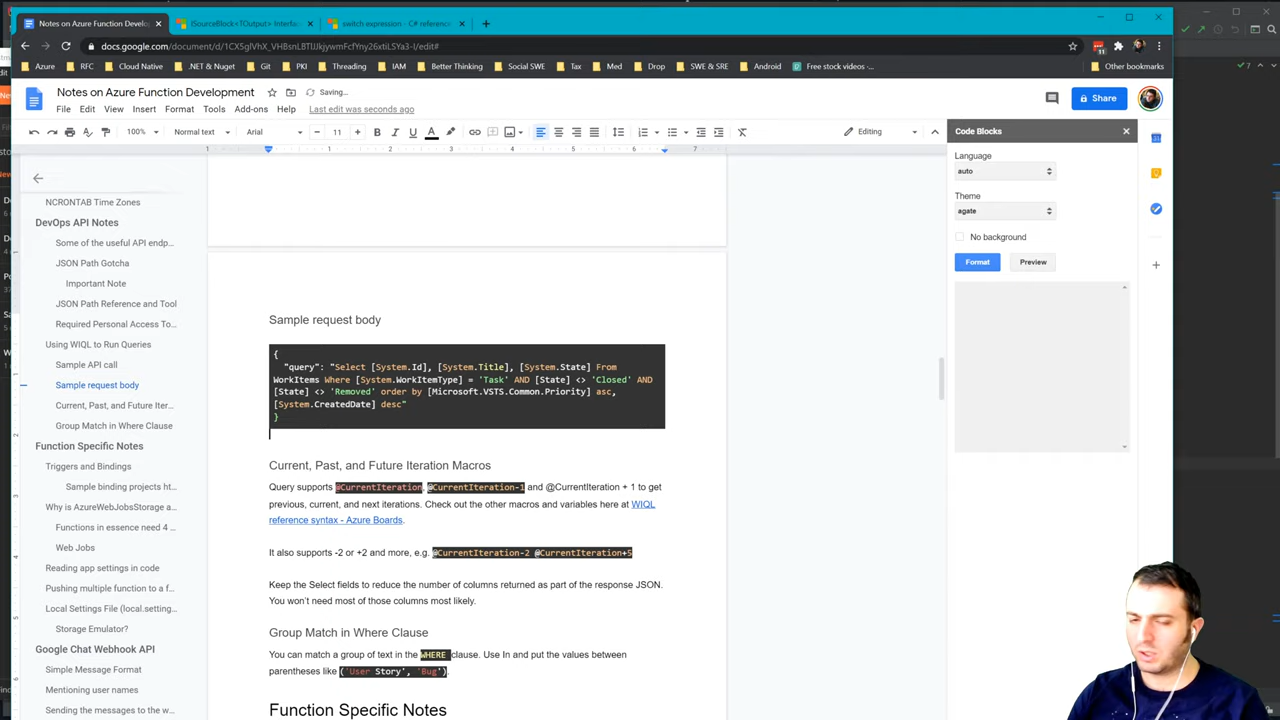 Notes on Azure Function Develop
ISourceBlock<TOutput> Interfac
switch expression - C# reference
docs.google.com/document/d/
Azure
RFC
Cloud Native
.NET & Nuget
Git
PKI
Threading
IAM
Better Thinking
Social SWE
Tax
Med
Drop
SWE & SRE
Android
Free stock videos - ...
Other bookmarks
Notes on Azure Function Development
Saving...
File Edit View Insert Format Tools Add-ons Help Last edit was seconds ago
Share
100%
Normal text
Arial
11
Editing
Code Blocks
Language
auto
Theme
agate
No background
Format
Preview
NCRONTAB Time Zones
DevOps API Notes
Some of the useful API endp...
JSON Path Gotcha
Important Note
JSON Path Reference and Tool
Required Personal Access To...
Using WIQL to Run Queries
Sample API call
Sample request body
Current, Past, and Future Iter...
Group Match in Where Clause
Function Specific Notes
Triggers and Bindings
Sample binding projects ht...
Why is AzureWebJobsStorage a...
Functions in essence need 4 ...
Web Jobs
Reading app settings in code
Pushing multiple function to a f...
Local Settings File (local.setting...
Storage Emulator?
Google Chat Webhook API
Simple Message Format
Mentioning user names
Sending the messages to the w...
Sample request body
{
"query": "Select [System.Id], [System.Title], [System.State] From
WorkItems Where [System.WorkItemType] = 'Task' AND [State] <> 'Closed' AND
[State] <> 'Removed' order by [Microsoft.VSTS.Common.Priority] asc,
[System.CreatedDate] desc"
}
Current, Past, and Future Iteration Macros
Query supports @CurrentIteration, @CurrentIteration-1 and @CurrentIteration + 1 to get
previous, current, and next iterations. Check out the other macros and variables here at WIQL
reference syntax - Azure Boards.
It also supports -2 or +2 and more, e.g. @CurrentIteration-2 @CurrentIteration+5
Keep the Select fields to reduce the number of columns returned as part of the response JSON.
You won't need most of those columns most likely.
Group Match in Where Clause
You can match a group of text in the WHERE clause. Use In and put the values between
parentheses like ('User Story', 'Bug').
Function Specific Notes